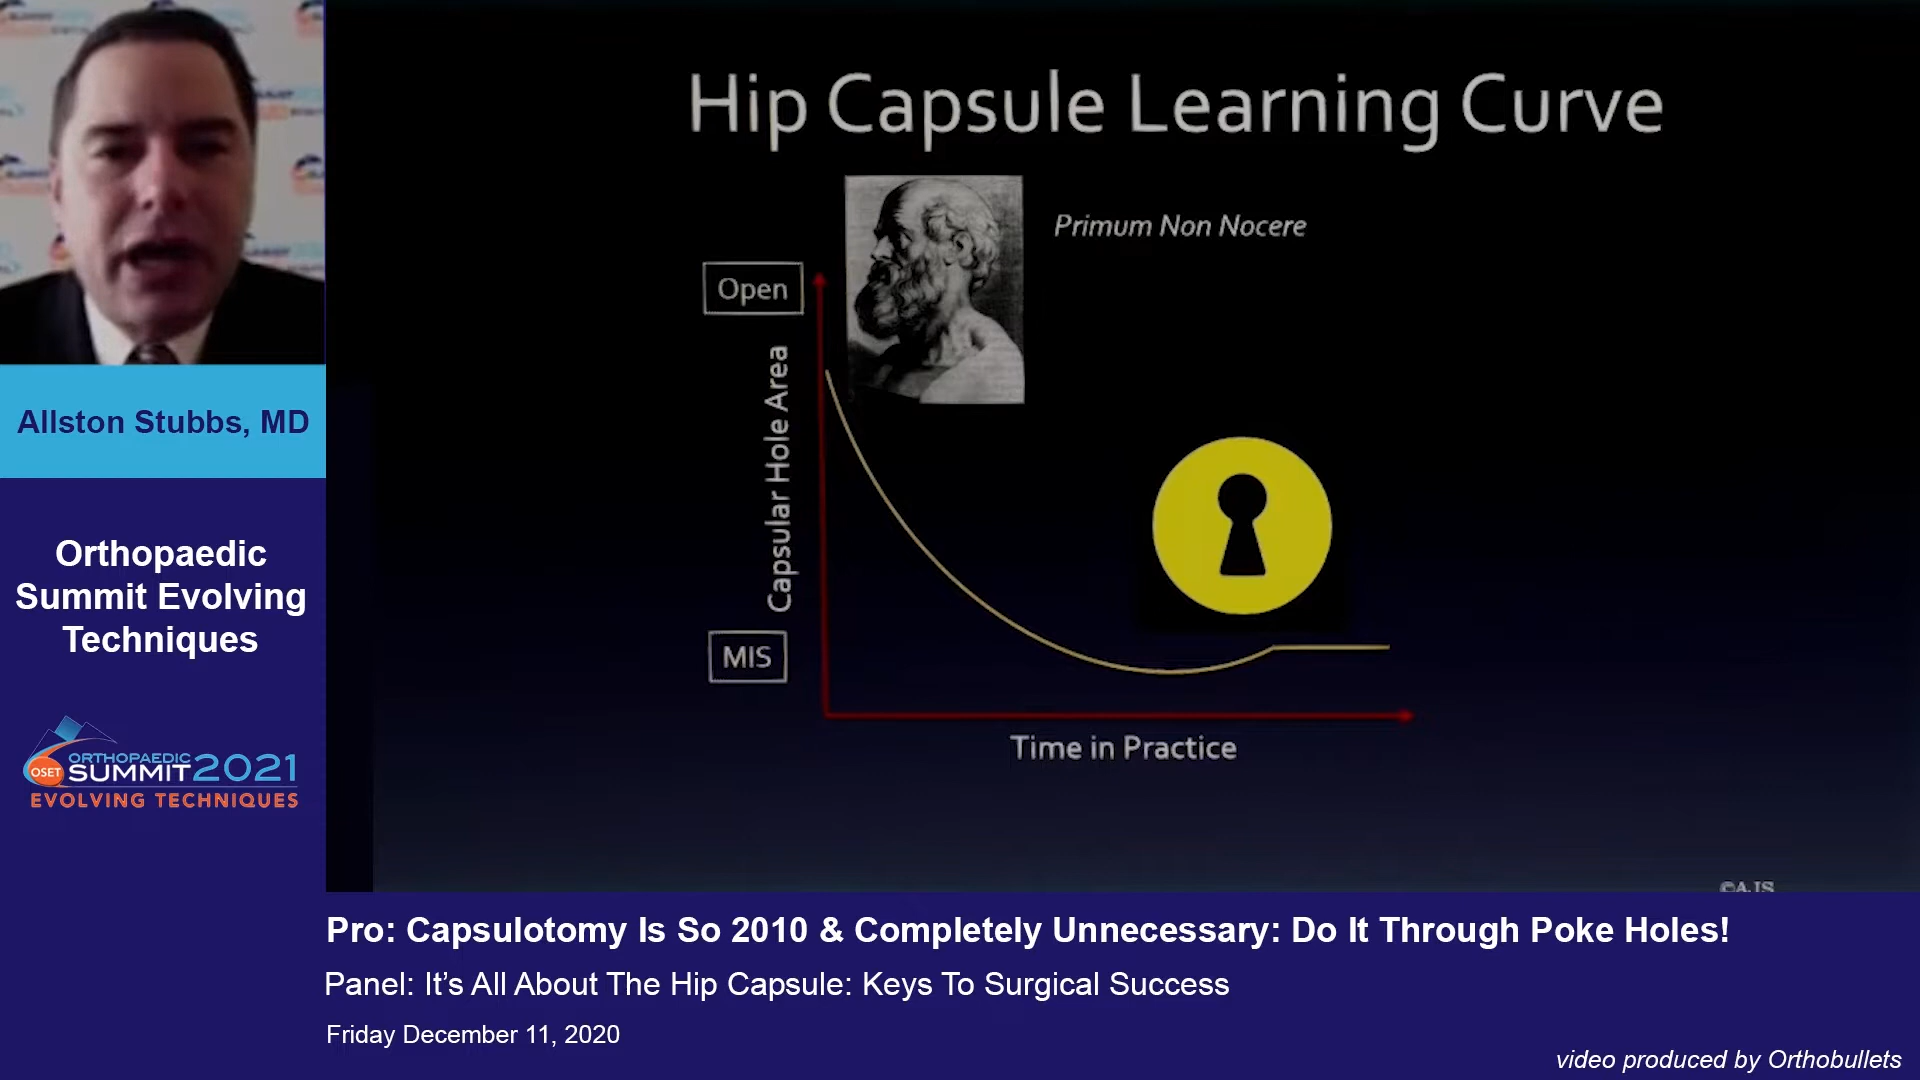 Hip Capsule Learning Curve
Primum Non Nocere
Open
Capsular Hole Area
MIS
Time in Practice
©AJS
Allston Stubbs, MD
Orthopaedic
Summit Evolving
Techniques
OSET
ORTHOPAEDIC
SUMMIT 2021
EVOLVING TECHNIQUES
Pro: Capsulotomy Is So 2010 & Completely Unnecessary: Do It Through Poke Holes!
Panel: It’s All About The Hip Capsule: Keys To Surgical Success
Friday December 11, 2020
video produced by Orthobullets